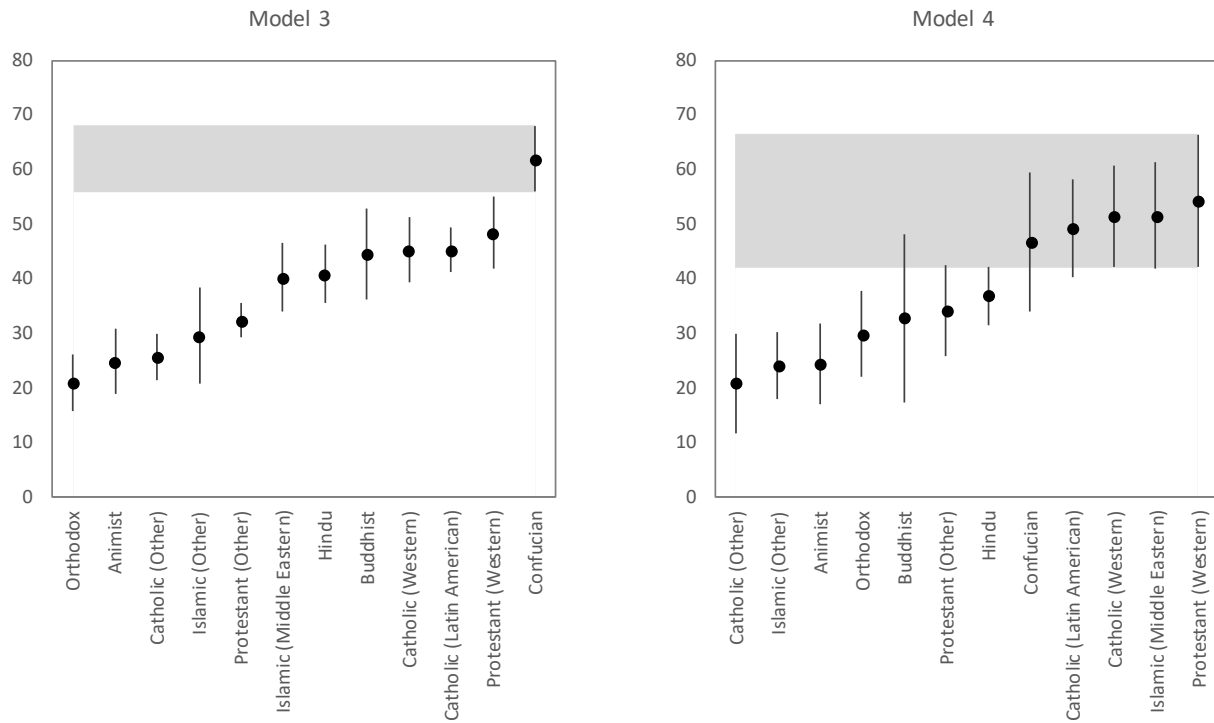 Model 3
80
70
60
50
40
30
20
10
0
Orthodox
Animist
Catholic (Other)
Islamic (Other)
Protestant (Other)
Islamic (Middle Eastern)
Hindu
Buddhist
Catholic (Western)
Catholic (Latin American)
Protestant (Western)
Confucian
Model 4
80
70
60
50
40
30
20
10
0
Catholic (Other)
Islamic (Other)
Animist
Orthodox
Buddhist
Protestant (Other)
Hindu
Confucian
Catholic (Latin American)
Catholic (Western)
Islamic (Middle Eastern)
Protestant (Western)